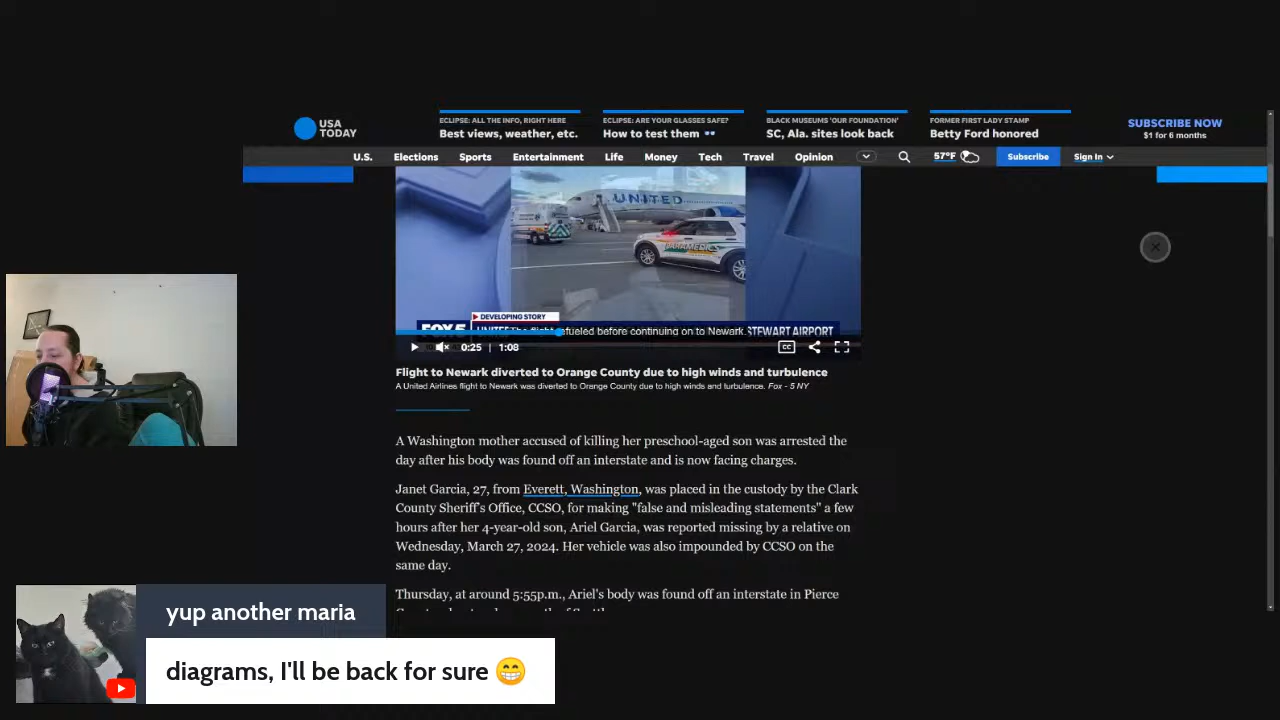 USA
TODAY
ECLIPSE: ALL THE INFO, RIGHT HERE
Best views, weather, etc.
ECLIPSE: ARE YOUR GLASSES SAFE?
How to test them 🕶️
BLACK MUSEUMS 'OUR FOUNDATION'
SC, Ala. sites look back
FORMER FIRST LADY STAMP
Betty Ford honored
SUBSCRIBE NOW
$1 for 6 months
U.S. Elections Sports Entertainment Life Money Tech Travel Opinion 57°F Subscribe Sign In
UNITED
PARAMEDICS
DEVELOPING STORY
FOX 5
The flight refueled before continuing on to Newark.
STEWART AIRPORT
0:25 | 1:08
CC
Flight to Newark diverted to Orange County due to high winds and turbulence
A United Airlines flight to Newark was diverted to Orange County due to high winds and turbulence. Fox - 5 NY
A Washington mother accused of killing her preschool-aged son was arrested the
day after his body was found off an interstate and is now facing charges.
Janet Garcia, 27, from Everett, Washington, was placed in the custody by the Clark
County Sheriff's Office, CCSO, for making "false and misleading statements" a few
hours after her 4-year-old son, Ariel Garcia, was reported missing by a relative on
Wednesday, March 27, 2024. Her vehicle was also impounded by CCSO on the
same day.
Thursday, at around 5:55p.m., Ariel's body was found off an interstate in Pierce
yup another maria
diagrams, I'll be back for sure 😁